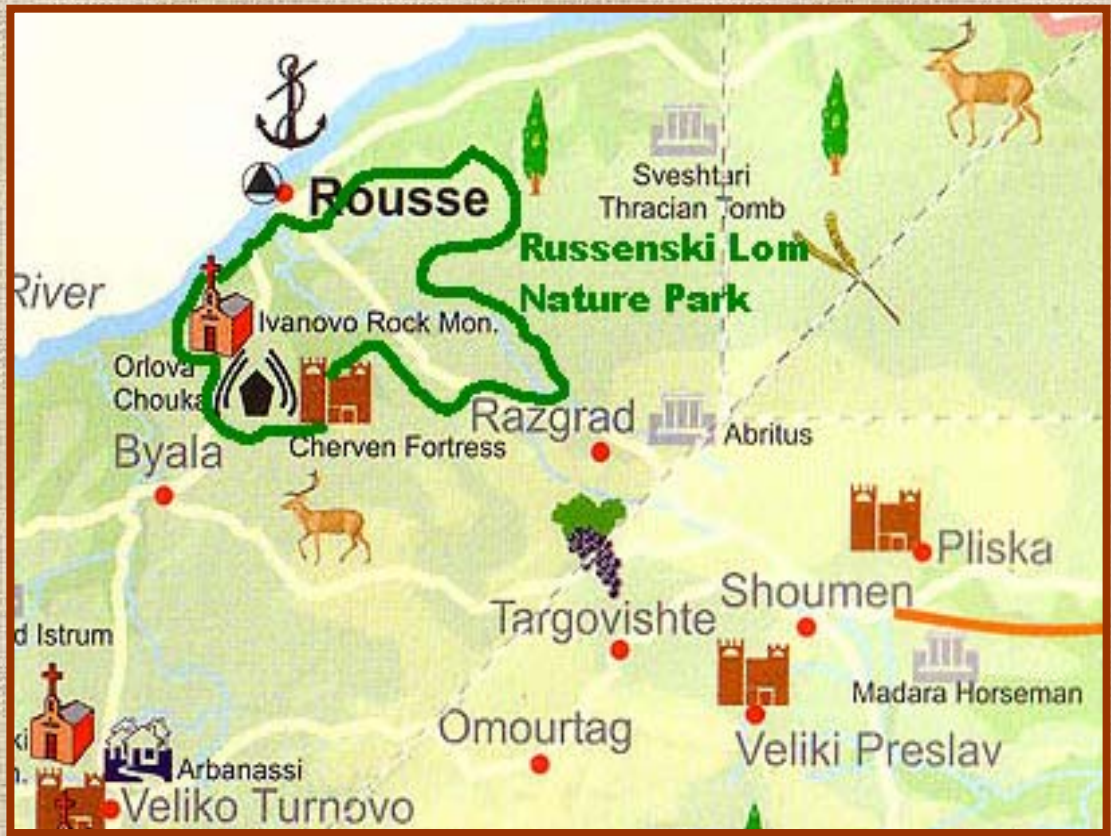 Rousse
Sveshtari
Thracian Tomb
Russenski Lom
Nature Park
River
Ivanovo Rock Mon.
Orlova
Chouka
Cherven Fortress
Razgrad
Abritus
Byala
Pliska
Shoumen
Targovishte
d Istrum
Madara Horseman
Omourtag
Veliki Preslav
ki
n.
Arbanassi
Veliko Turnovo